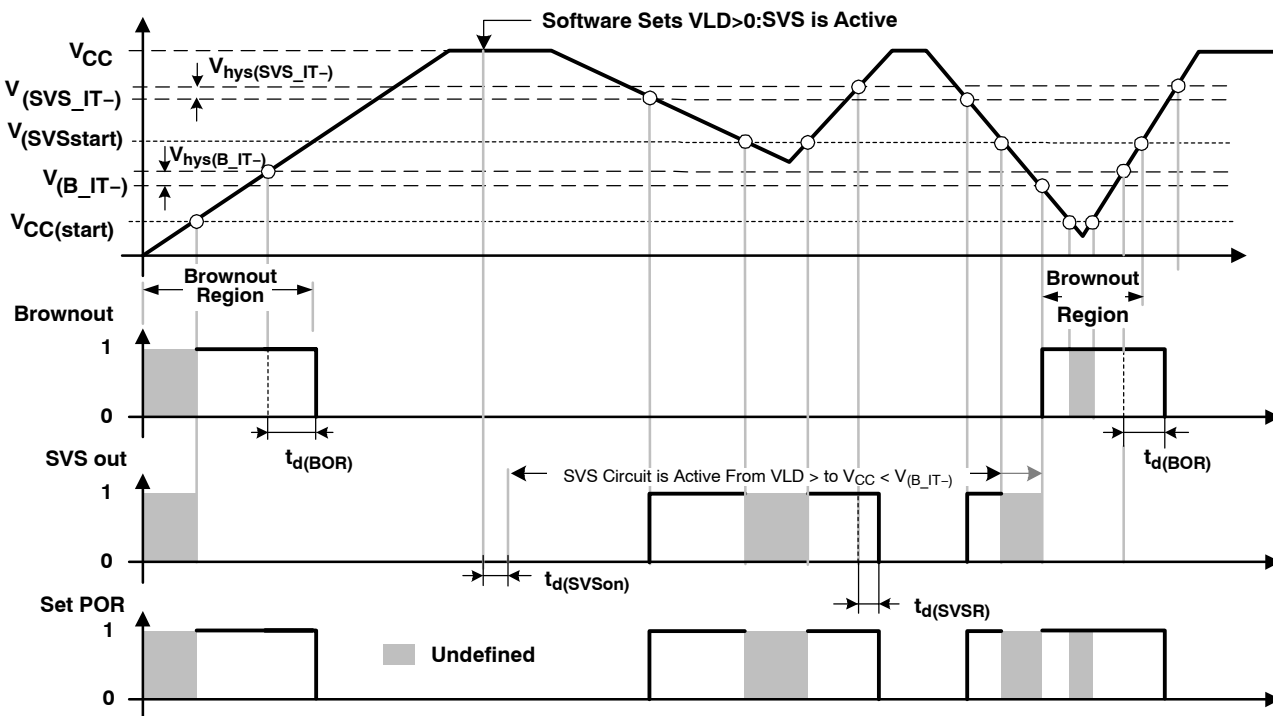 Software Sets VLD>0:SVS is Active
VCC
Vhys(SVS_IT−)
V(SVS_IT−)
V(SVSstart)
Vhys(B_IT−)
V(B_IT−)
VCC(start)
Brownout
Region
Brownout
Region
Brownout
1
0
td(BOR)
td(BOR)
SVS out
SVS Circuit is Active From VLD > to VCC < V(B_IT−)
1
0
td(SVSon)
td(SVSR)
Set POR
1
Undefined
0